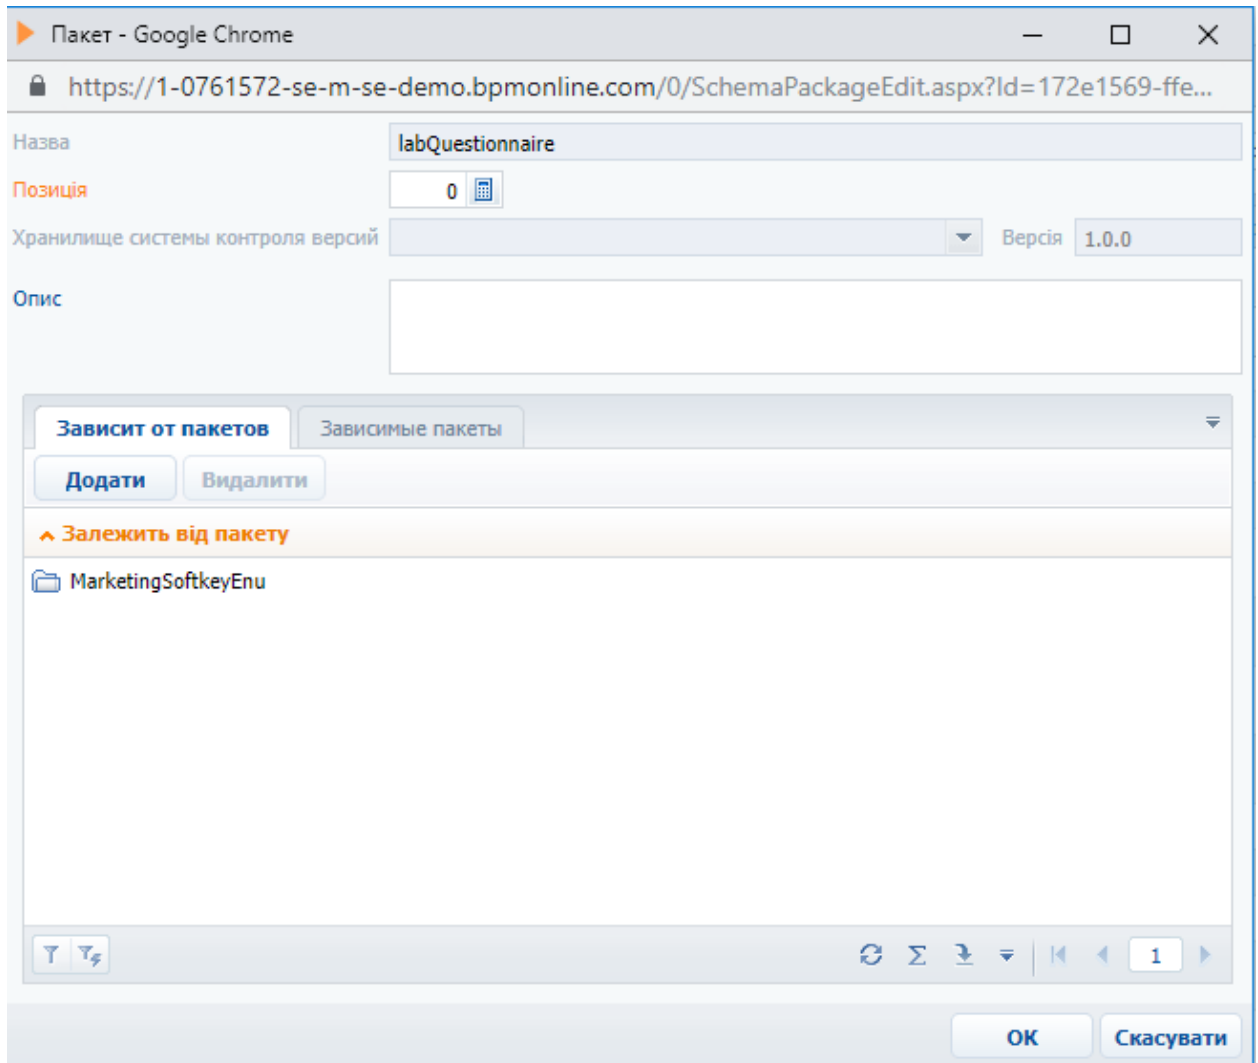 Пакет - Google Chrome
https://1-0761572-se-m-se-demo.bpmonline.com/0/SchemaPackageEdit.aspx?Id=172e1569-ffe...
Назва labQuestionnaire
Позиція 0
Хранилище системы контроля версий Версія 1.0.0
Опис
Зависит от пакетов Зависимые пакеты
Додати Видалити
Залежить від пакету
MarketingSoftkeyEnu
1
ОК Скасувати